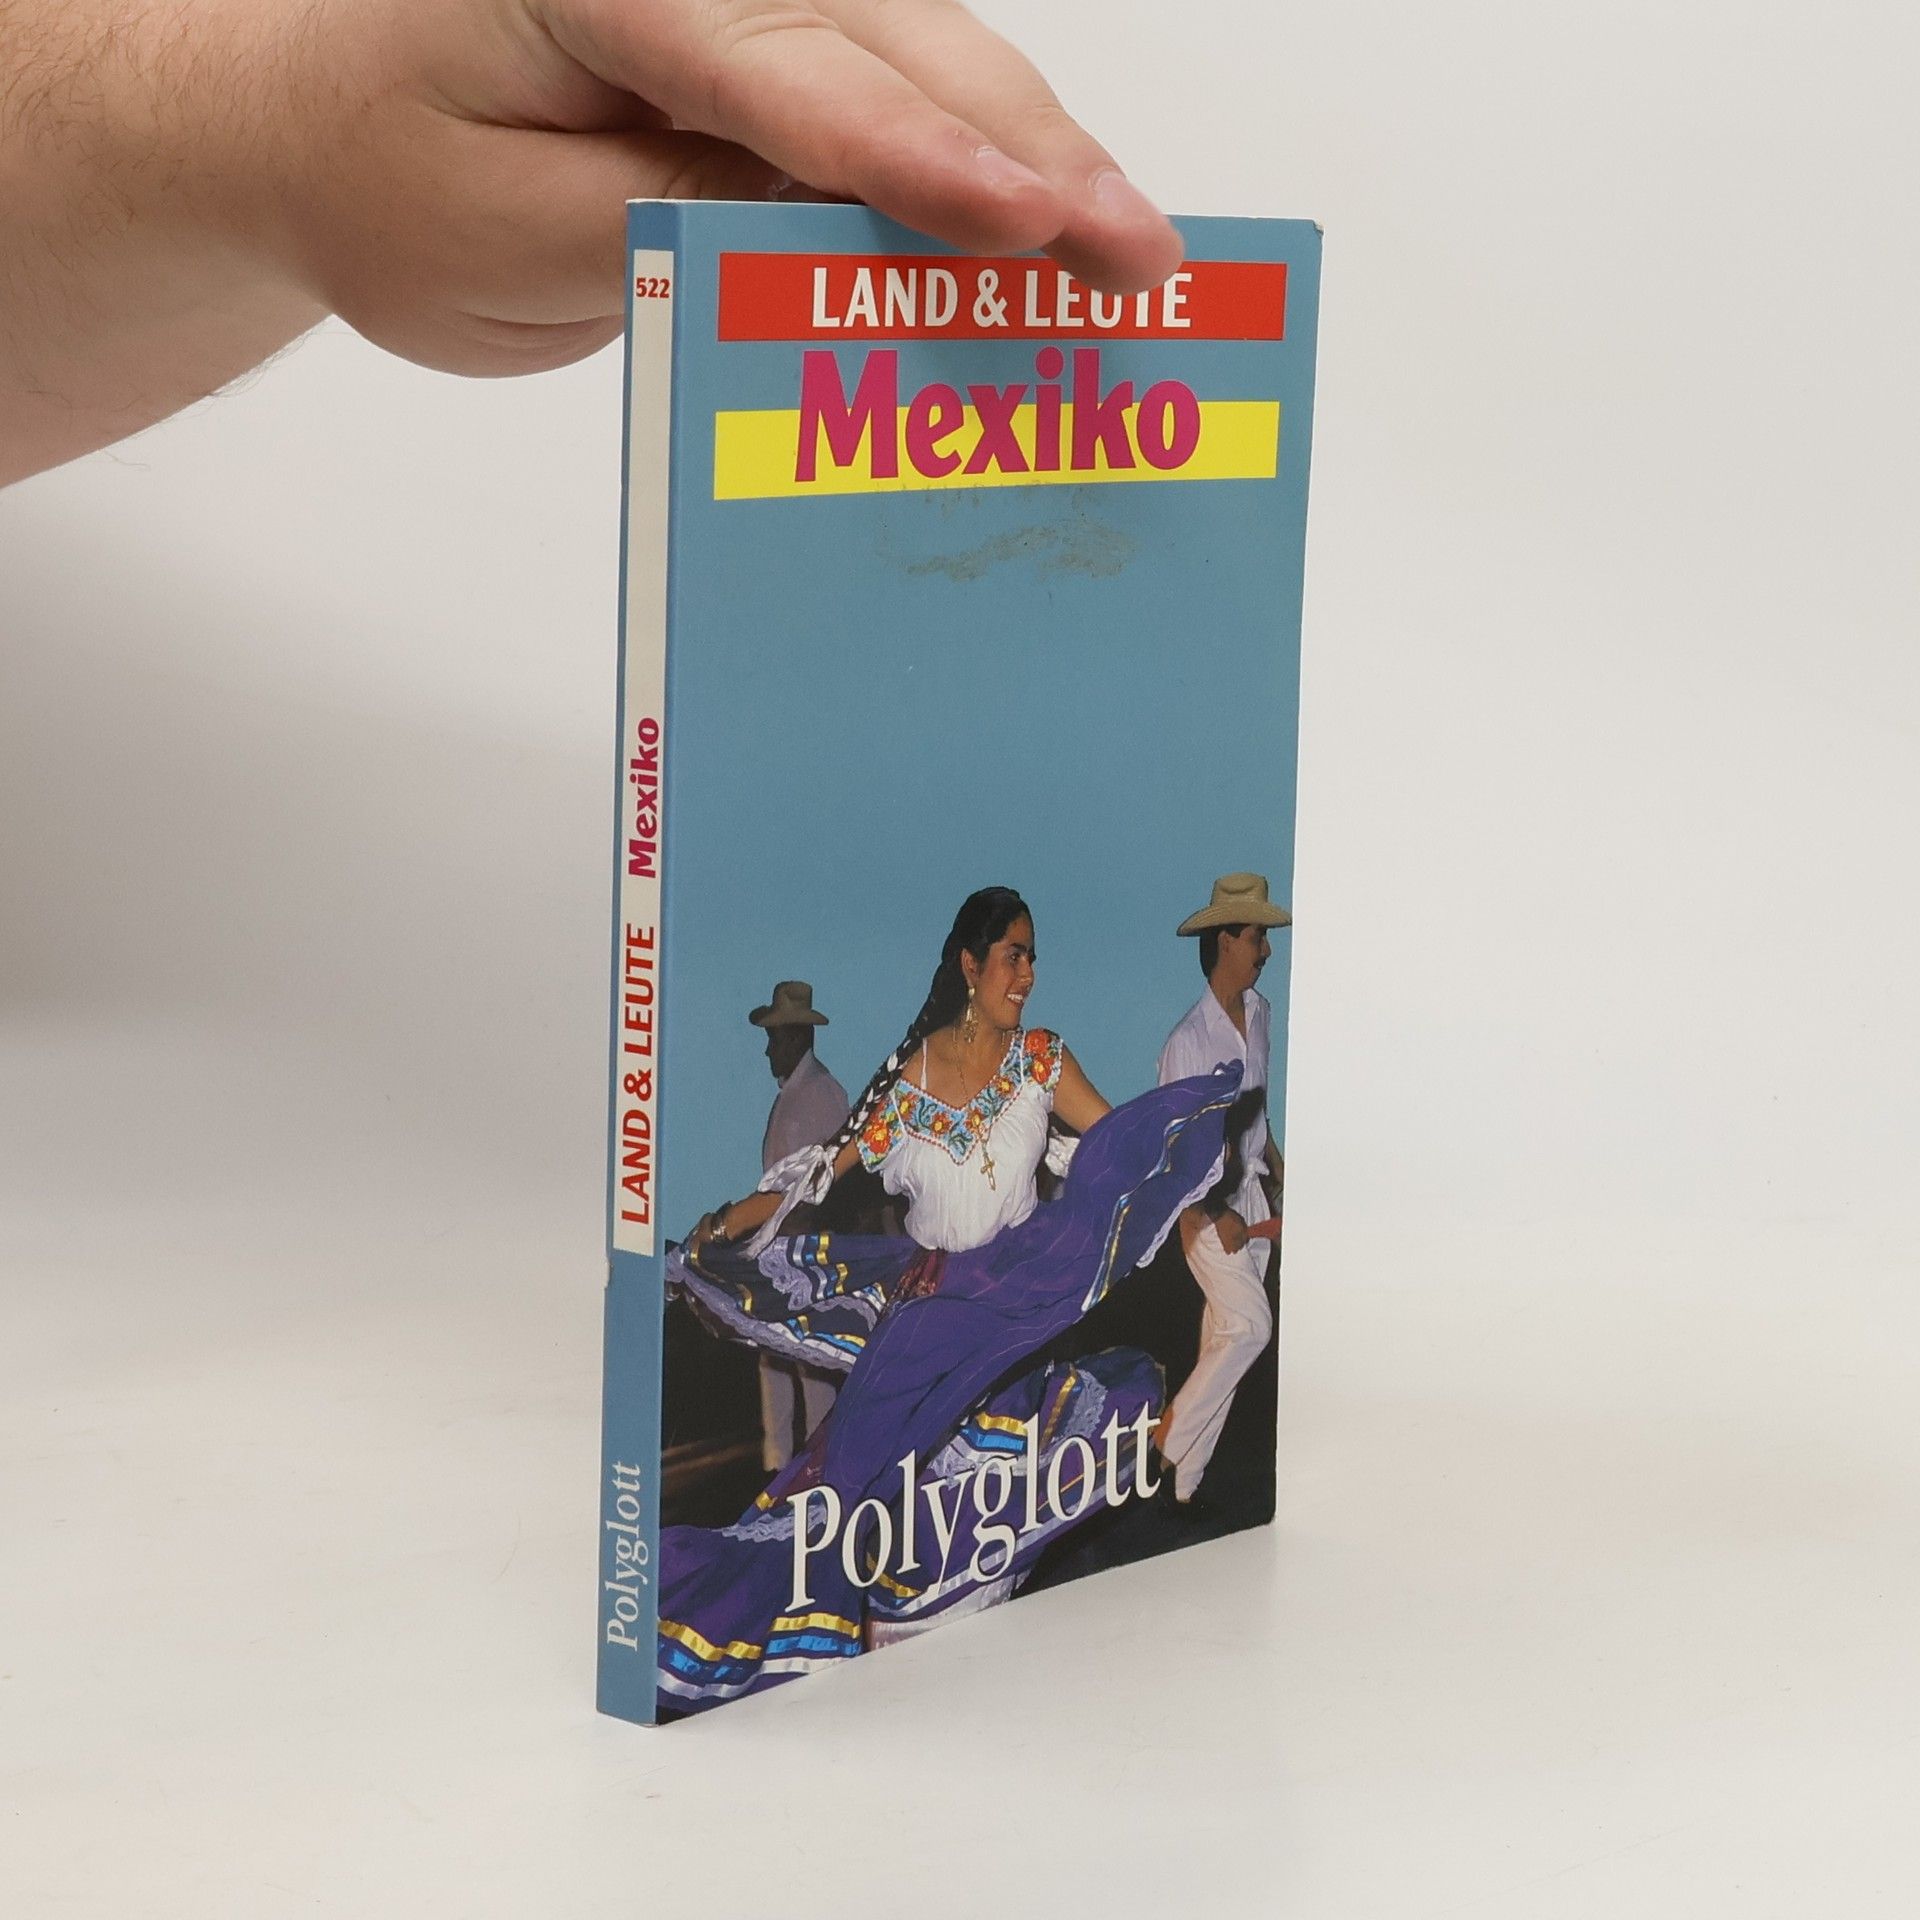 522
LAND & LEUTE Mexiko
Polyglott
LAND & LEUTE
Mexiko
Polyglott